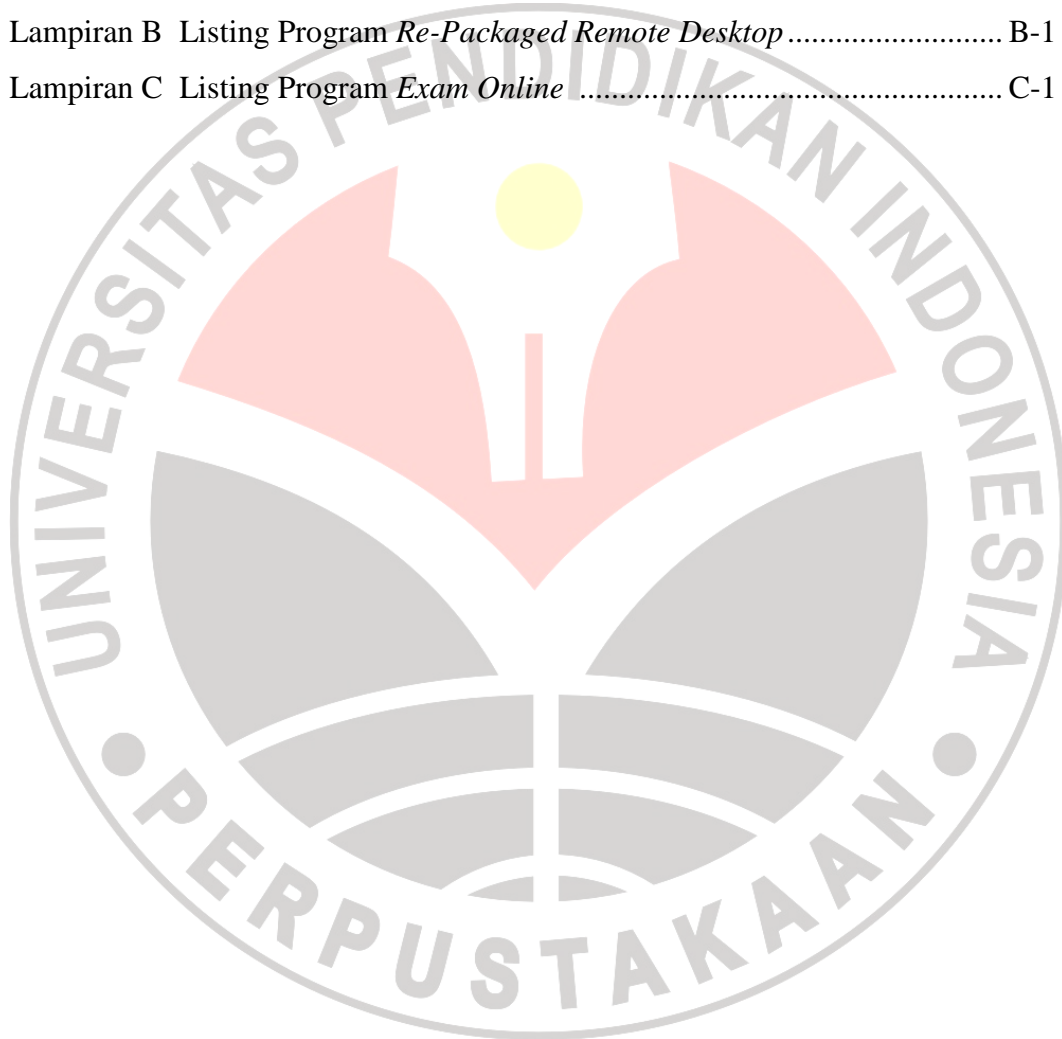 Lampiran B Listing Program Re-Packaged Remote Desktop ........................... B-1
Lampiran C Listing Program Exam Online .................................................... C-1
UNIVERSITAS PENDIDIKAN INDONESIA
PERPUSTAKAAN